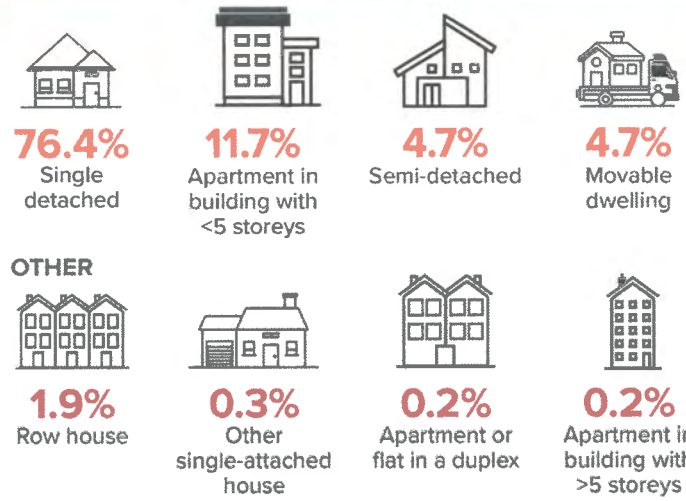 76.4%
Single
detached
11.7%
Apartment in
building with
<5 storeys
4.7%
Semi-detached
4.7%
Movable
dwelling
OTHER
1.9%
Row house
0.3%
Other
single-attached
house
0.2%
Apartment or
flat in a duplex
0.2%
Apartment in
building with
>5 storeys